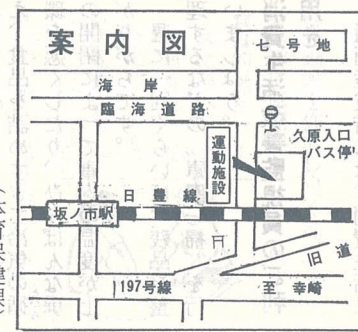 案内図
七号地
海岸
臨海道路
久原入口
バス停
運動施設
日豊線
坂ノ市駅
旧道
197号線
至 幸崎